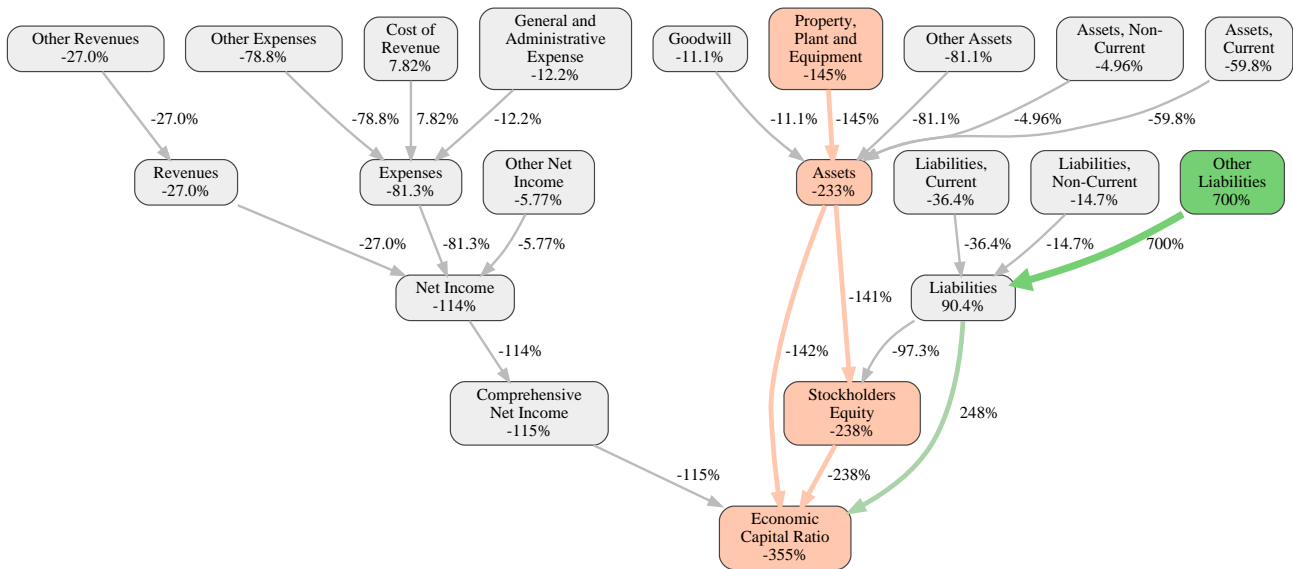 Other Revenues
-27.0%
Other Expenses
-78.8%
Cost of
Revenue
7.82%
General and
Administrative
Expense
-12.2%
Goodwill
-11.1%
Property,
Plant and
Equipment
-145%
Other Assets
-81.1%
Assets, Non-
Current
-4.96%
Assets,
Current
-59.8%
-27.0%
-78.8%
7.82%
-12.2%
-11.1%
-145%
-81.1%
-4.96%
-59.8%
Revenues
-27.0%
Expenses
-81.3%
Other Net
Income
-5.77%
Assets
-233%
Liabilities,
Current
-36.4%
Liabilities,
Non-Current
-14.7%
Other
Liabilities
700%
-27.0%
-81.3%
-5.77%
-36.4%
-14.7%
700%
Net Income
-114%
Liabilities
90.4%
-141%
-114%
-142%
-97.3%
Comprehensive
Net Income
-115%
Stockholders
Equity
-238%
248%
-115%
-238%
Economic
Capital Ratio
-355%